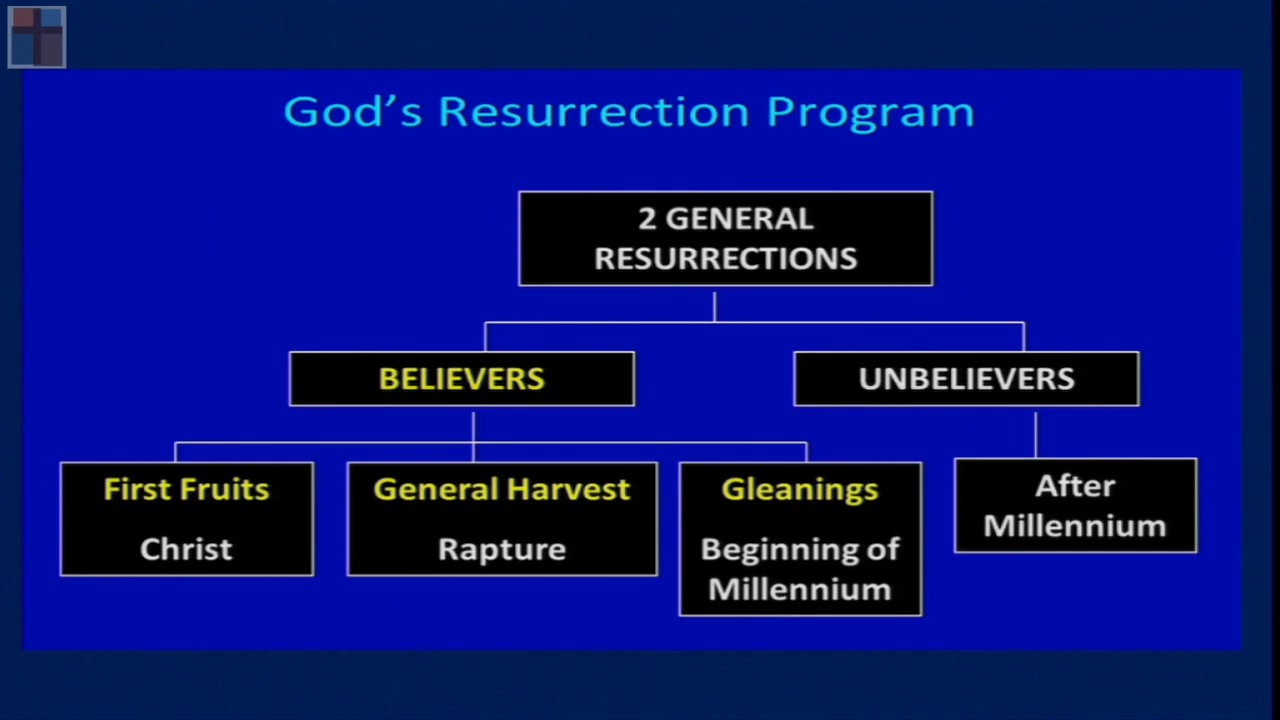 God's Resurrection Program
2 GENERAL
RESURRECTIONS
BELIEVERS
UNBELIEVERS
First Fruits
Christ
General Harvest
Rapture
Gleanings
Beginning of
Millennium
After
Millennium